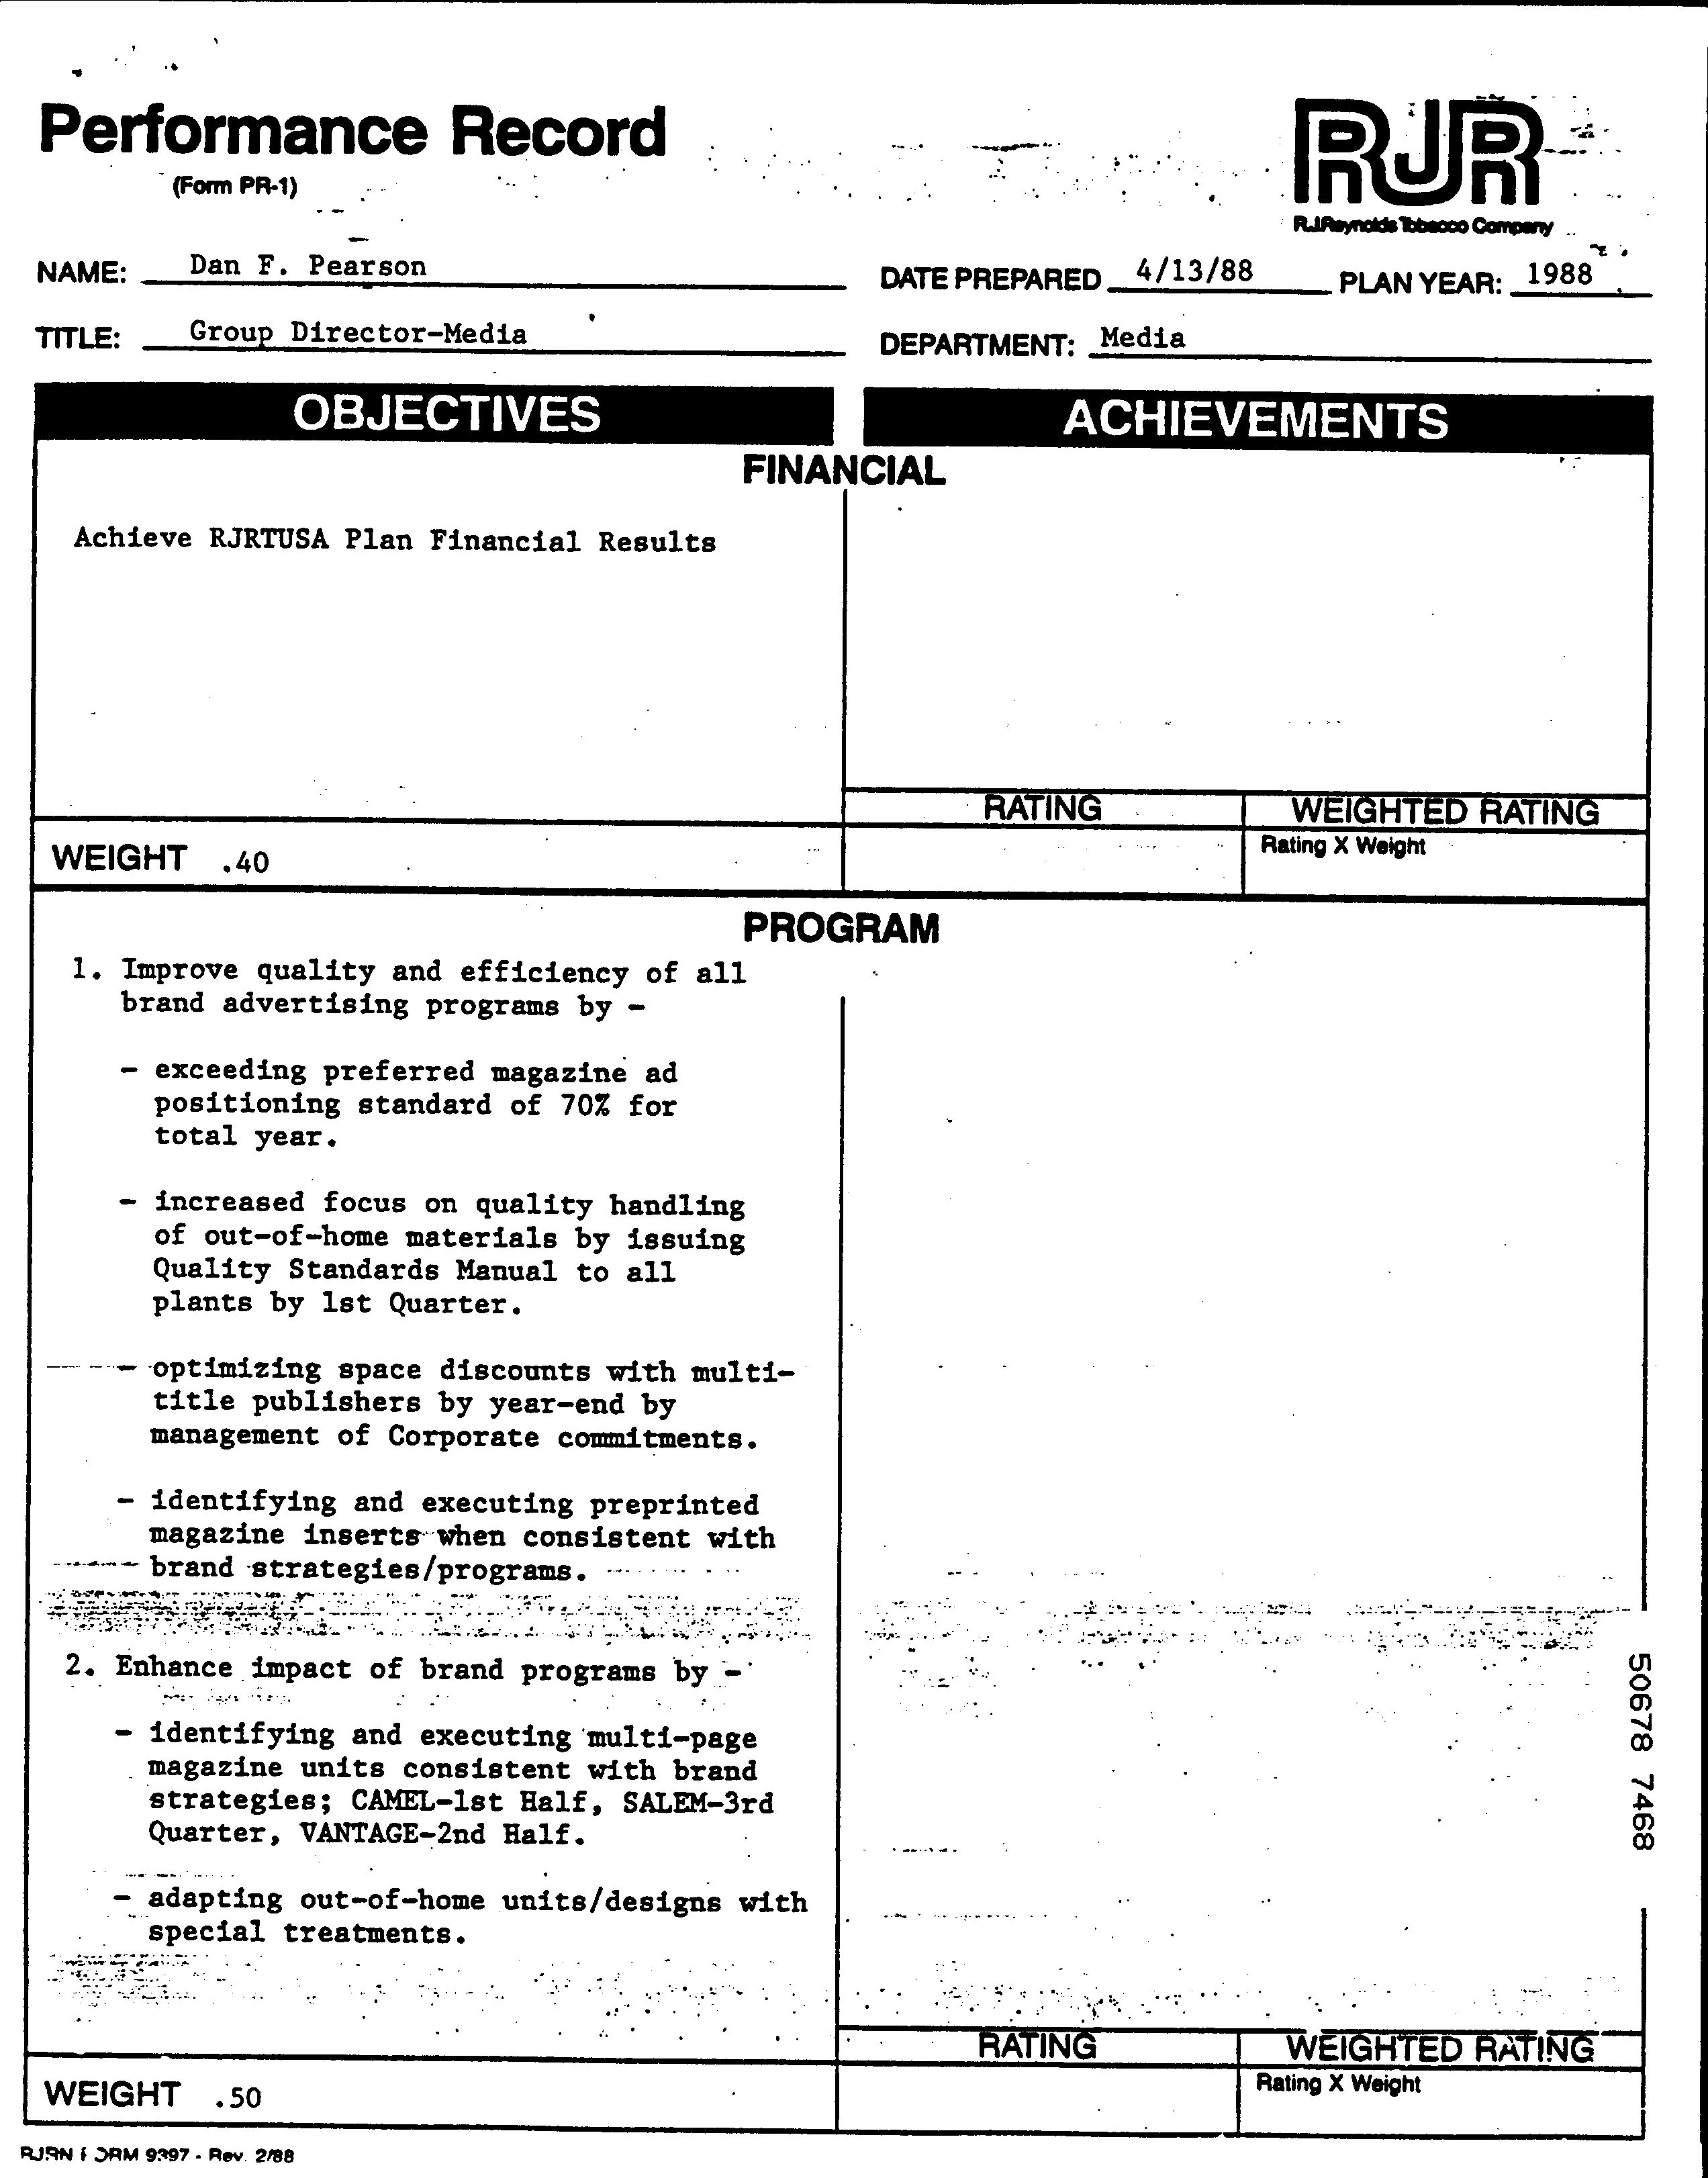 Performance Record
(Form PR-1)
RJR
R.J.Reynolds Tobacco Company
NAME: Dan F. Pearson
DATE PREPARED 4/13/88 PLAN YEAR: 1988
TITLE: Group Director-Media
DEPARTMENT: Media
OBJECTIVES
ACHIEVEMENTS
FINANCIAL
Achieve RJRTUSA Plan Financial Results
RATING
WEIGHTED RATING
WEIGHT .40
Rating X Weight
PROGRAM
1. Improve quality and efficiency of all
brand advertising programs by -
- exceeding preferred magazine ad
positioning standard of 70% for
total year.
- increased focus on quality handling
of out-of-home materials by issuing
Quality Standards Manual to all
plants by 1st Quarter.
- optimizing space discounts with multi-
title publishers by year-end by
management of Corporate commitments.
- identifying and executing preprinted
magazine inserts when consistent with
brand strategies/programs.
2. Enhance impact of brand programs by -
- identifying and executing multi-page
magazine units consistent with brand
strategies; CAMEL-1st Half, SALEM-3rd
Quarter, VANTAGE-2nd Half.
- adapting out-of-home units/designs with
special treatments.
50678 7468
RATING
WEIGHTED RATING
WEIGHT .50
Rating X Weight
RJRN FORM 9397 - Rev. 2/88